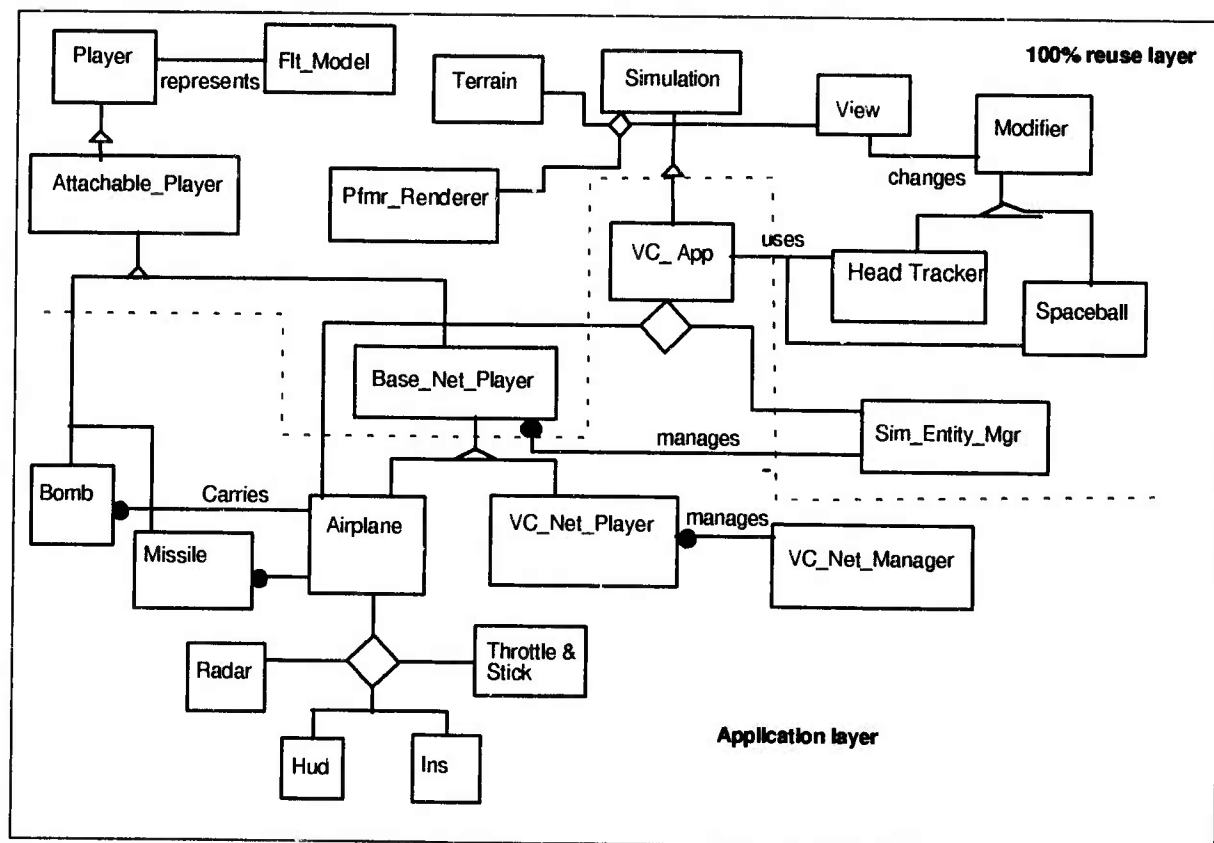 Player
Flt_Model
represents
Terrain
Simulation
View
100% reuse layer
Modifier
Attachable_Player
Pfmr_Renderer
changes
VC_ App
uses
Head Tracker
Spaceball
Base_Net_Player
manages
Sim_Entity_Mgr
Bomb
Carries
Airplane
VC_Net_Player
manages
VC_Net_Manager
Missile
Radar
Throttle &
Stick
Hud
Ins
Application layer